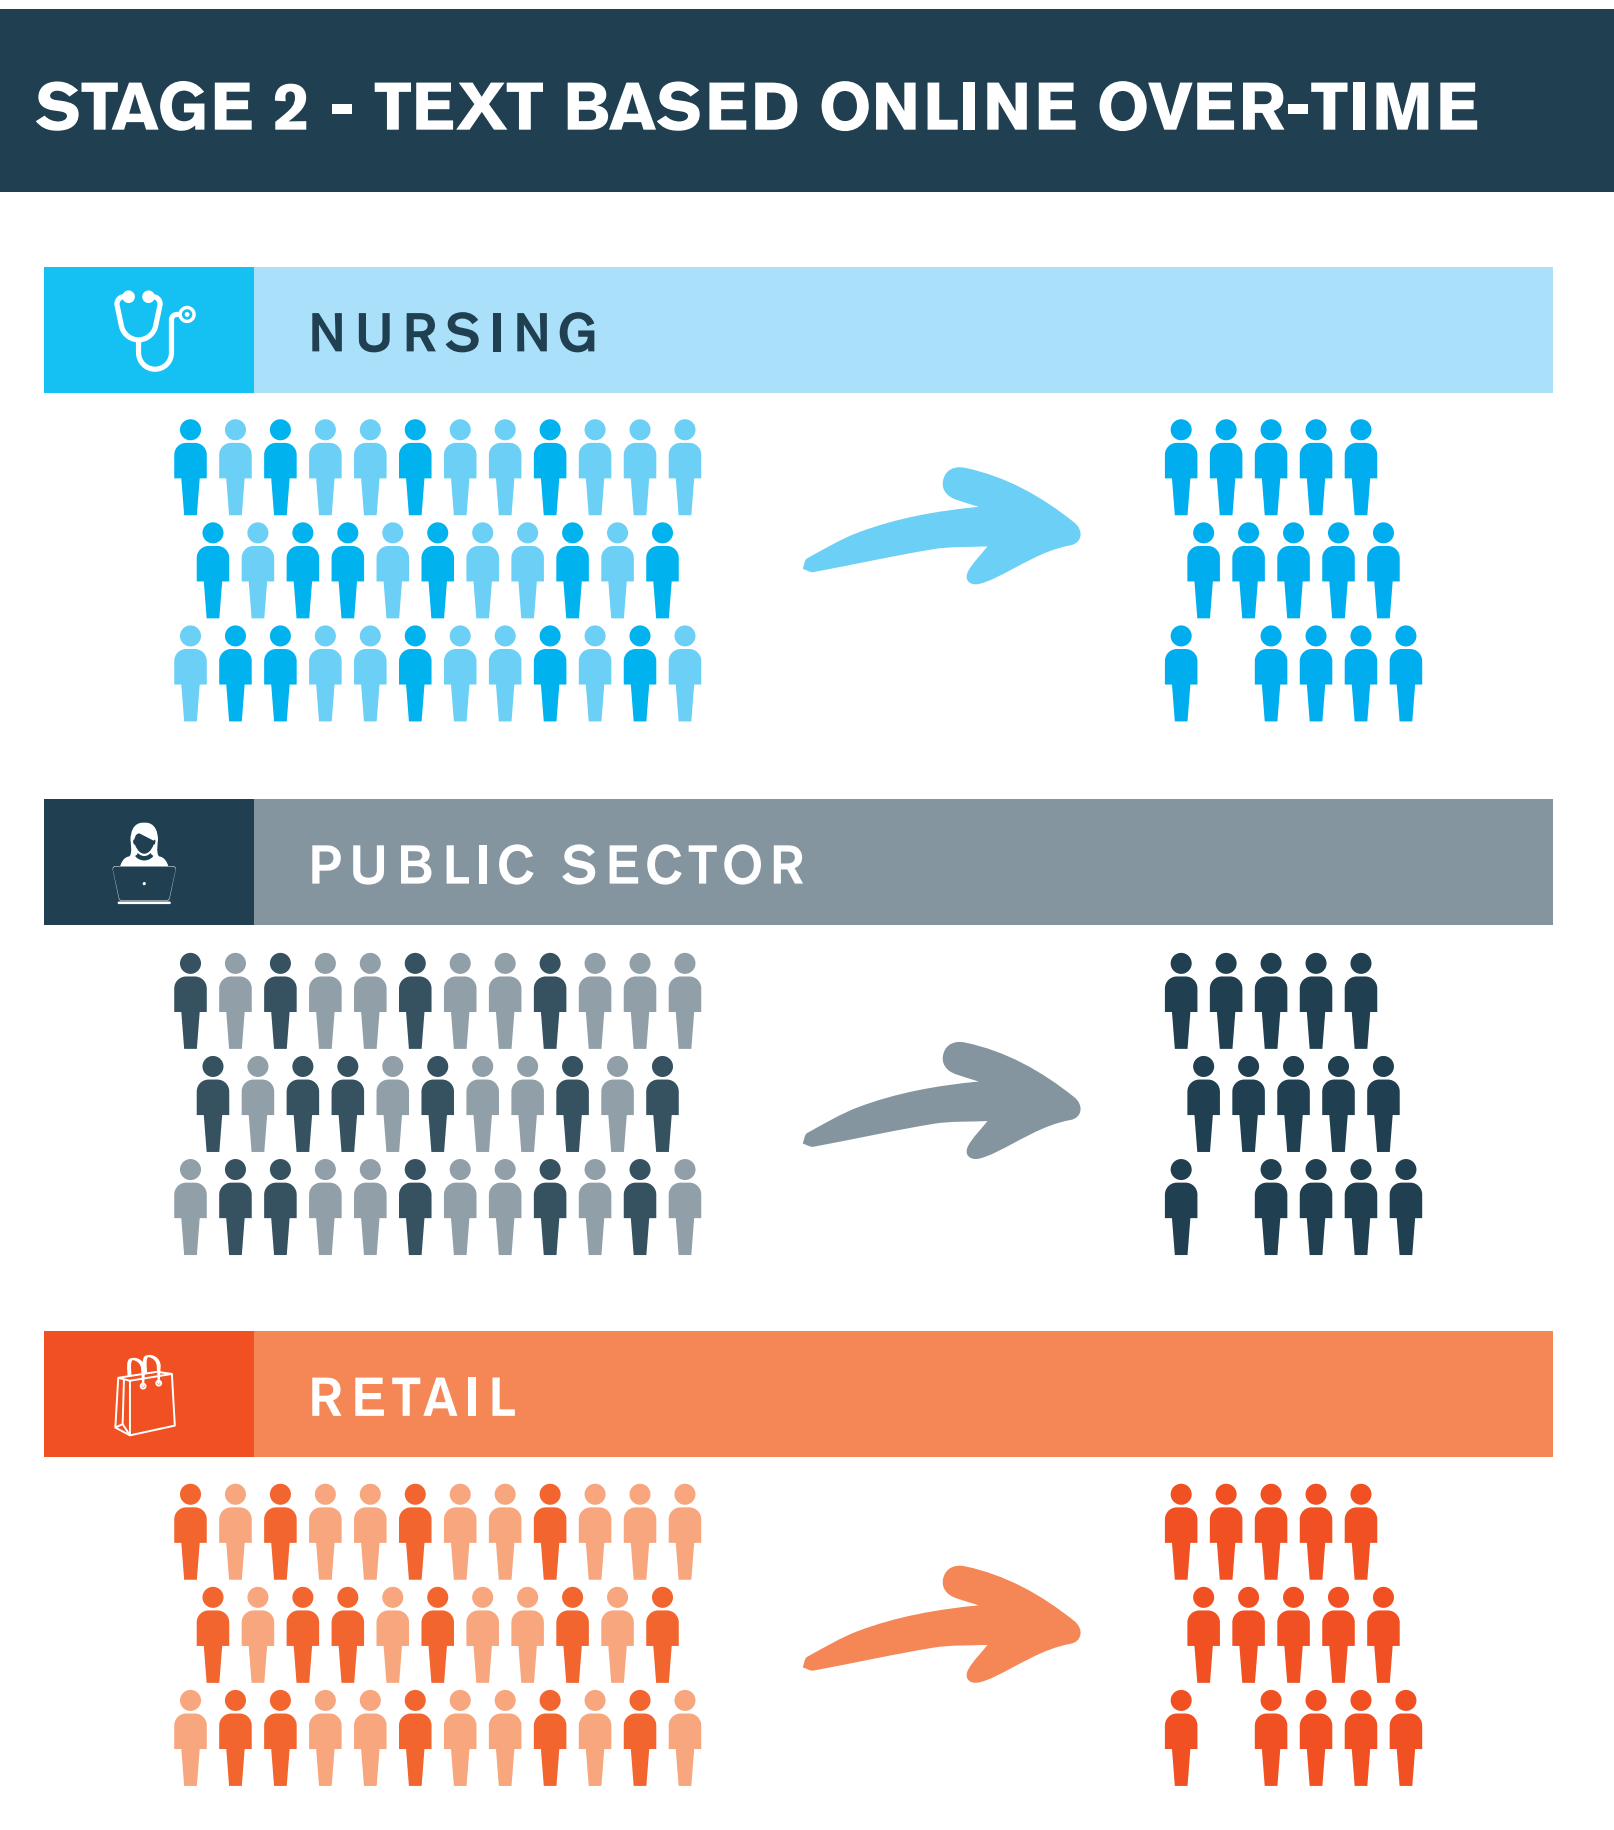 STAGE 2 - TEXT BASED ONLINE OVER-TIME
NURSING
PUBLIC SECTOR
RETAIL